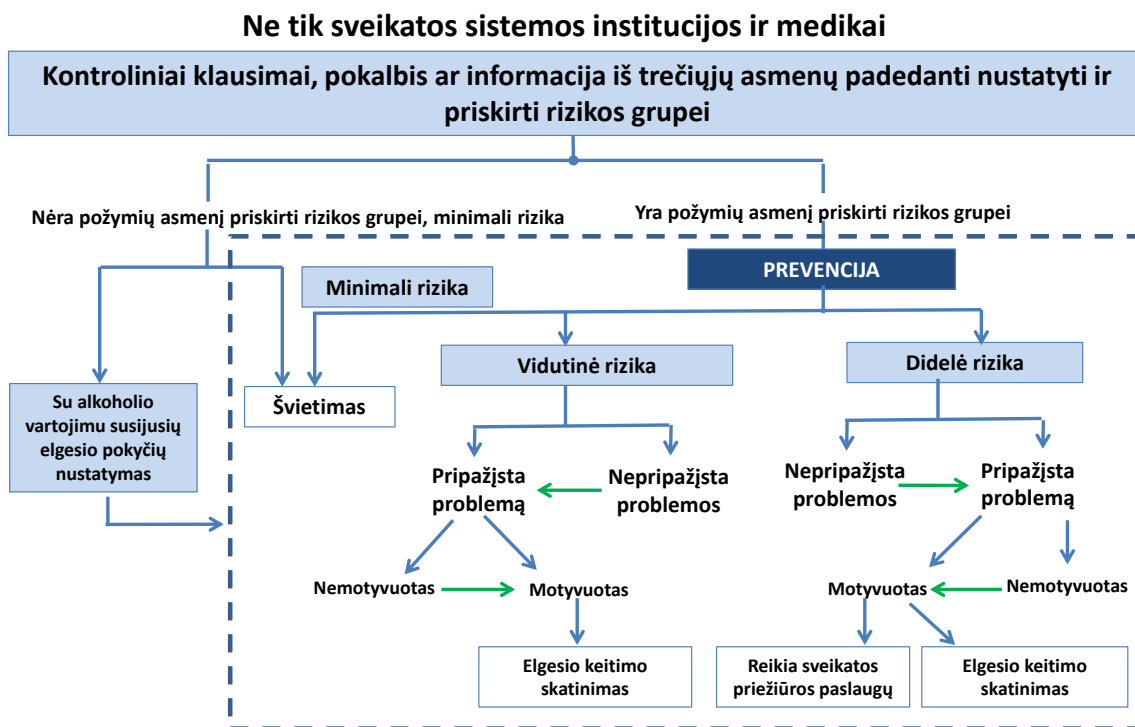 Ne tik sveikatos sistemos institucijos ir medikai
Kontroliniai klausimai, pokalbis ar informacija iš trečiųjų asmenų padedanti nustatyti ir
priskirti rizikos grupei
Nėra požymių asmenį priskirti rizikos grupei, minimali rizika
Yra požymių asmenį priskirti rizikos grupei
PREVENCIJA
Minimali rizika
Vidutinė rizika
Didelė rizika
Su alkoholio
vartojimu susijusių
elgesio pokyčių
nustatymas
Švietimas
Pripažįsta
problemą
Nepripažįsta
problemos
Nepripažįsta
problemos
Pripažįsta
problemą
Nemotyvuotas
Motyvuotas
Motyvuotas
Nemotyvuotas
Elgesio keitimo
skatinimas
Reikia sveikatos
priežiūros paslaugų
Elgesio keitimo
skatinimas